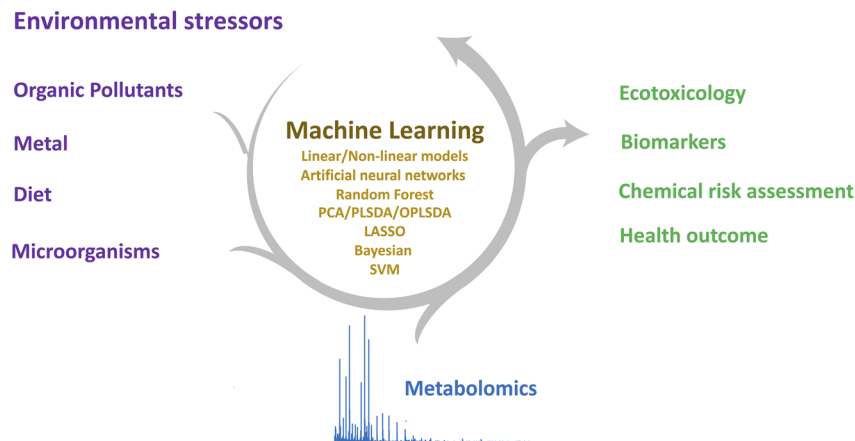 Environmental stressors
Organic Pollutants
Metal
Diet
Microorganisms
Machine Learning
Linear/Non-linear models
Artificial neural networks
Random Forest
PCA/PLSDA/OPLSDA
LASSO
Bayesian
SVM
Metabolomics
Ecotoxicology
Biomarkers
Chemical risk assessment
Health outcome